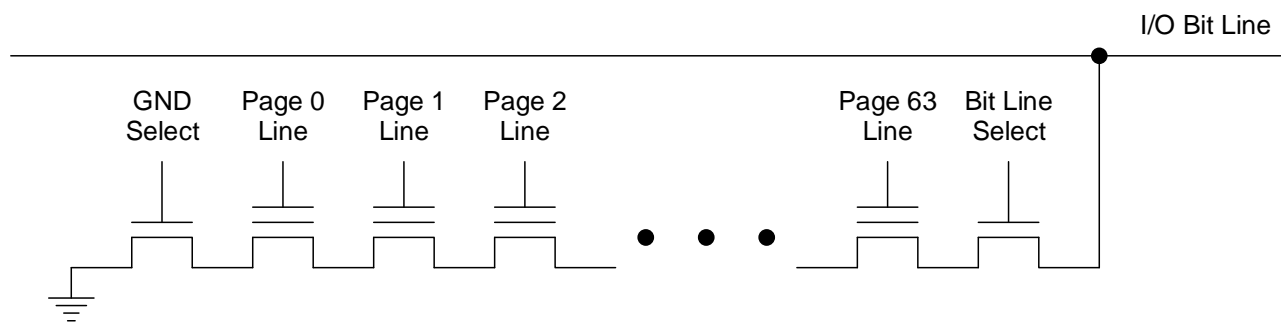 I/O Bit Line
GND
Select
Page 0
Line
Page 1
Line
Page 2
Line
Page 63
Line
Bit Line
Select